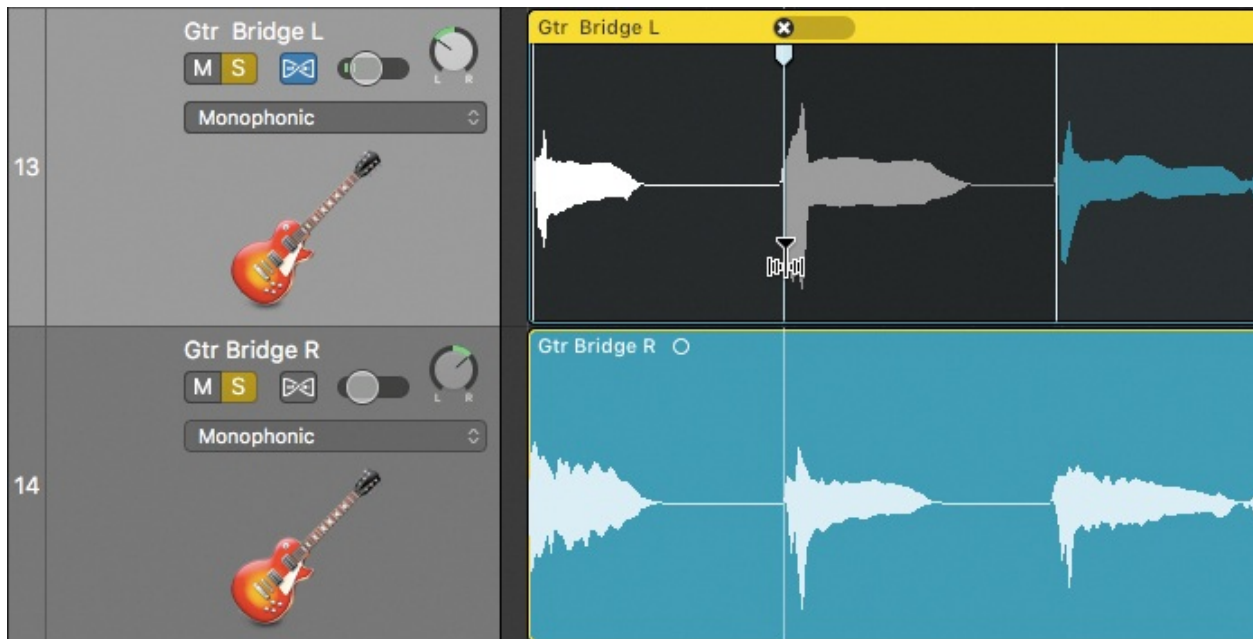 Gtr Bridge L
M S
L R
Monophonic
13
Gtr Bridge L
Gtr Bridge R
M S
L R
Monophonic
14
Gtr Bridge R